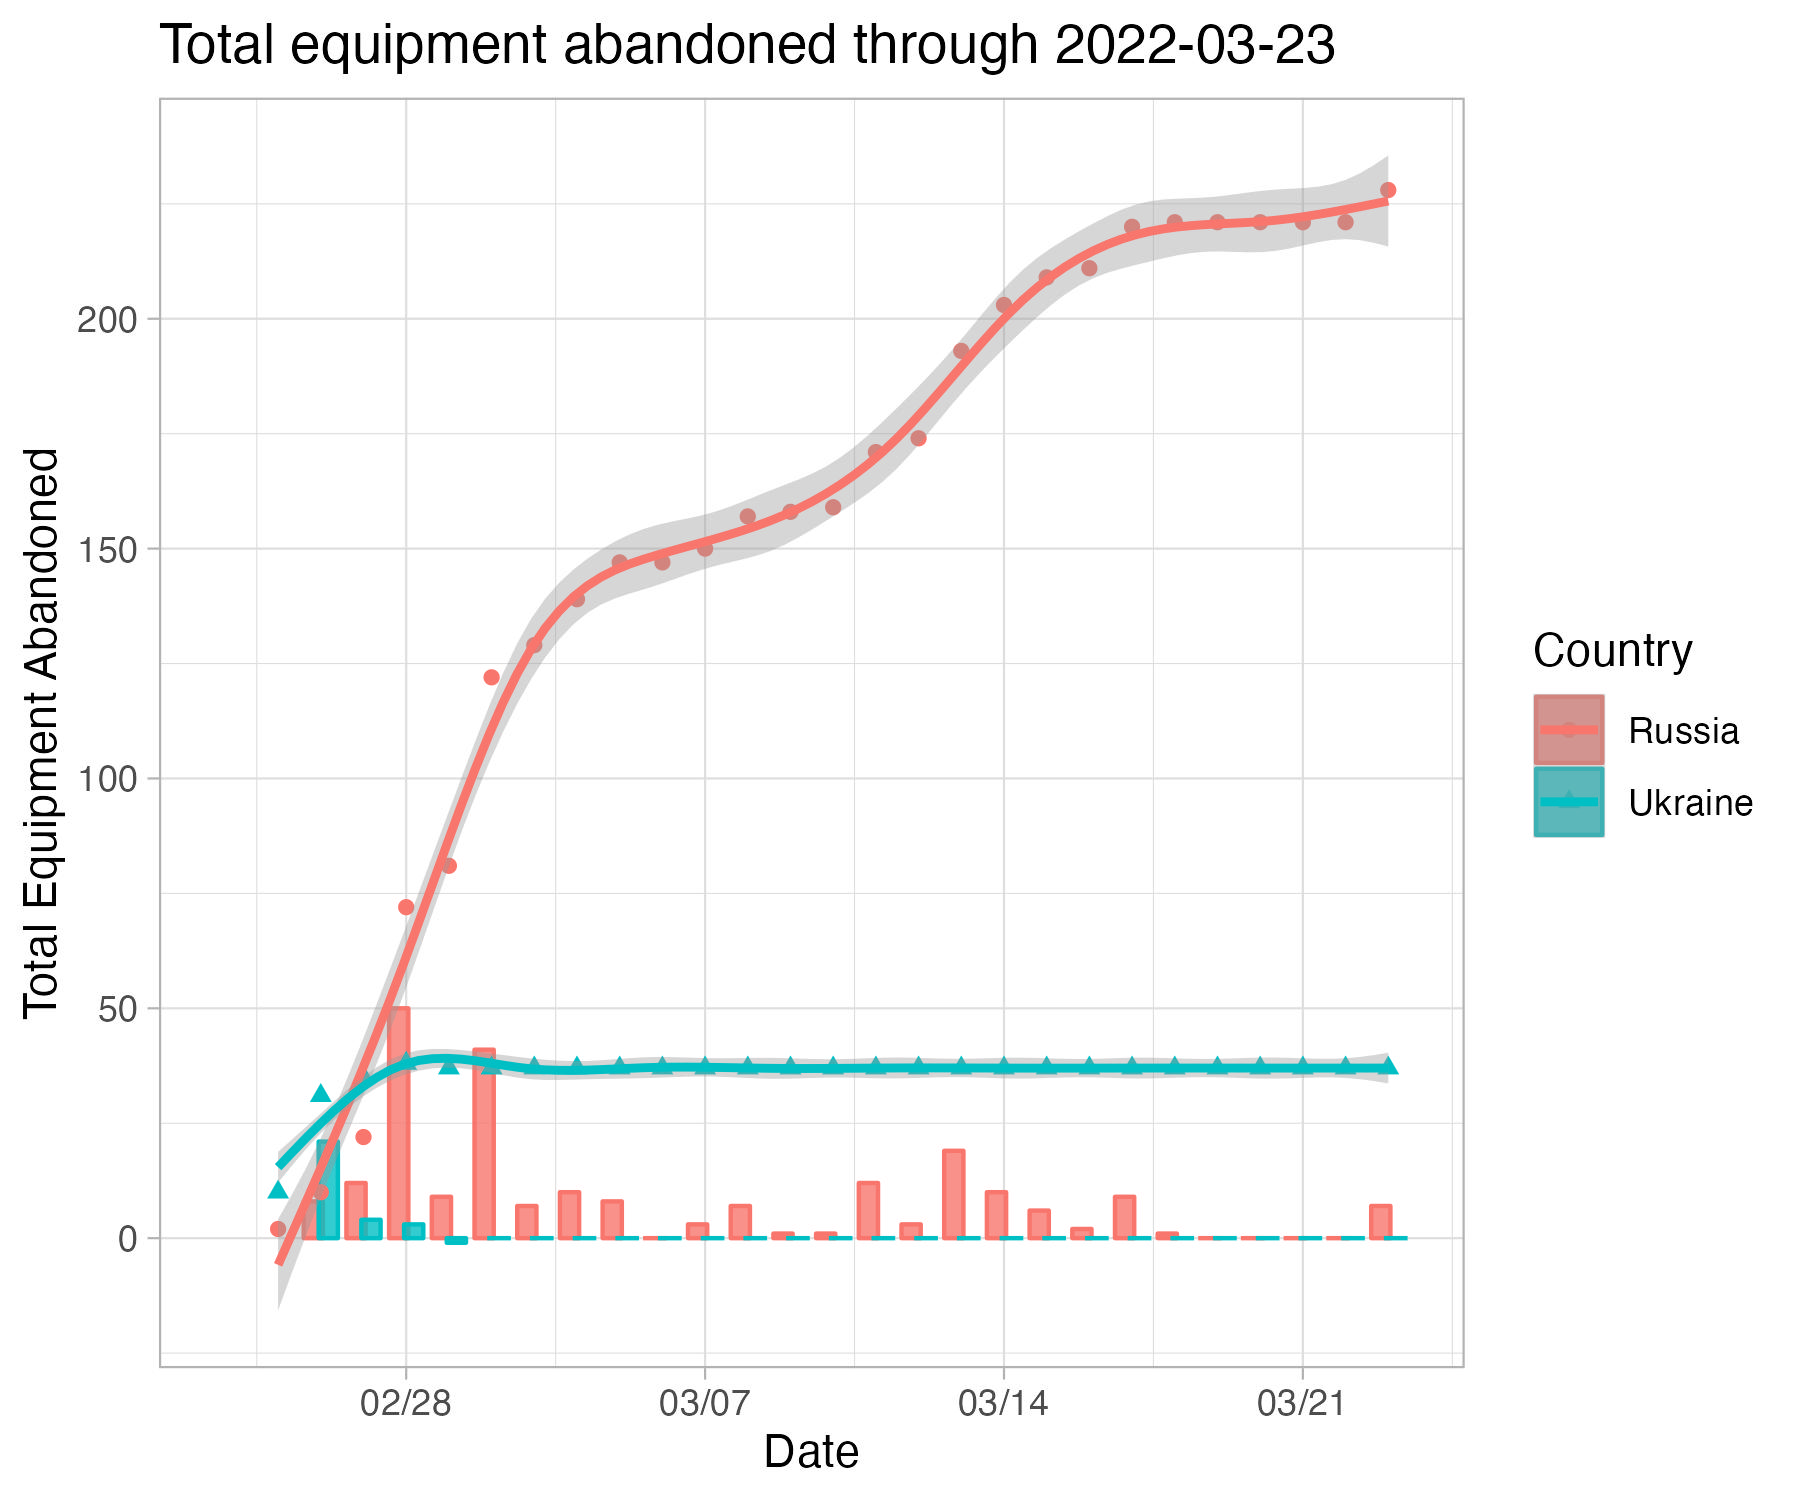 Total equipment abandoned through 2022-03-23
Total Equipment Abandoned
200
150
100
50
0
02/28 03/07 03/14 03/21
Date
Country
Russia
Ukraine